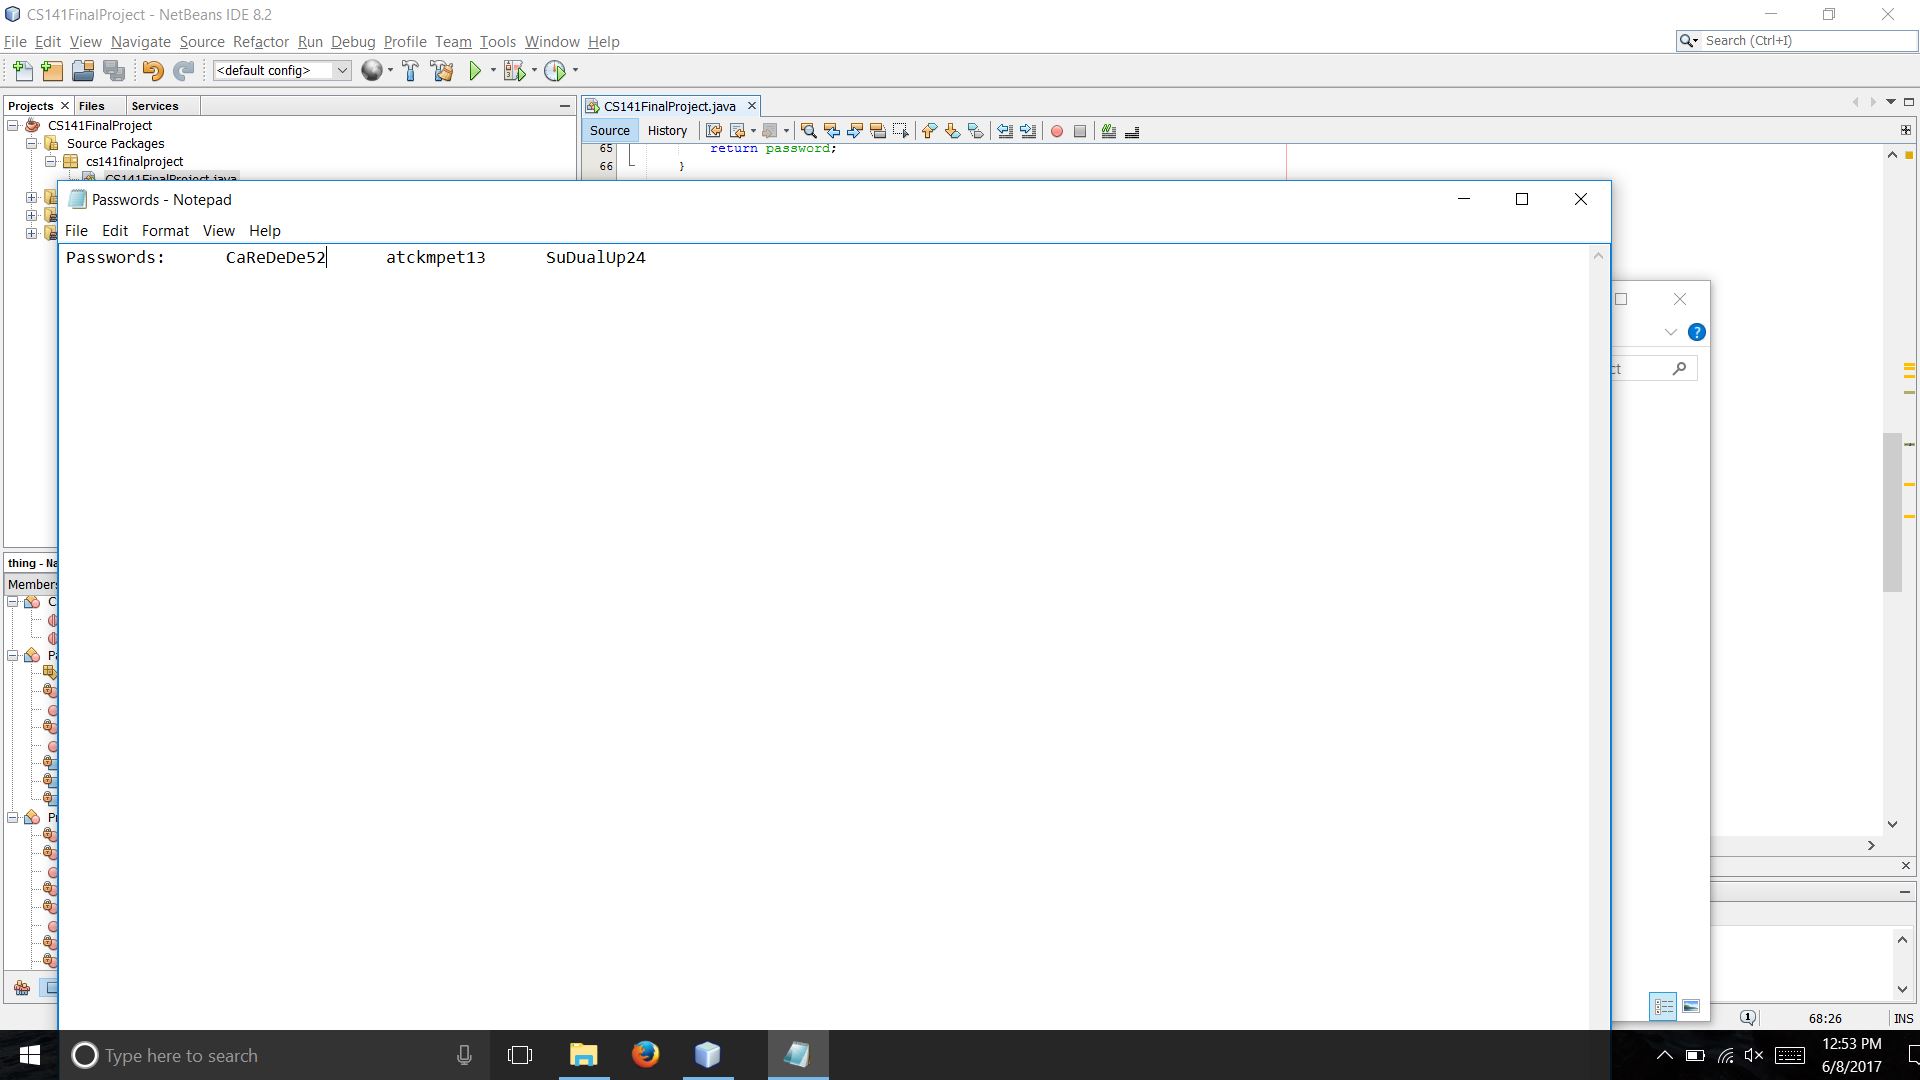 CS141FinalProject - NetBeans IDE 8.2
File Edit View Navigate Source Refactor Run Debug Profile Team Tools Window Help
Search (Ctrl+I)
<default config>
Projects Files Services
CS141FinalProject
Source Packages
cs141finalproject
CS141FinalProject.java
CS141FinalProject.java
Source History
65 return password;
66 }
Passwords - Notepad
File Edit Format View Help
Passwords: CaReDeDe52 atckmpet13 SuDualUp24
ct
thing - Na
Members
C
Pa
Pr
68:26 INS
Type here to search
12:53 PM
6/8/2017